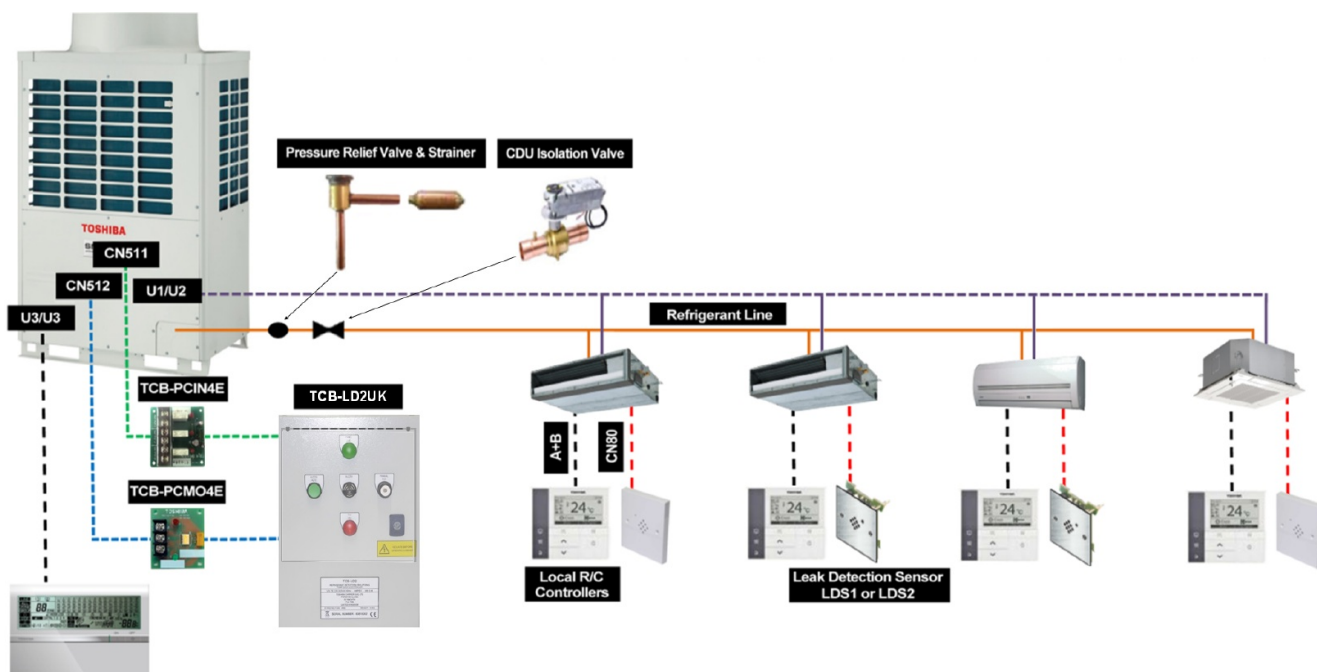 Pressure Relief Valve & Strainer
CDU Isolation Valve
TOSHIBA
CN511
CN512
U1/U2
U3/U3
Refrigerant Line
TCB-PCIN4E
TCB-LD2UK
TCB-PCMO4E
A+B
CN80
24
24
24
24
Local R/C
Controllers
Leak Detection Sensor
LDS1 or LDS2